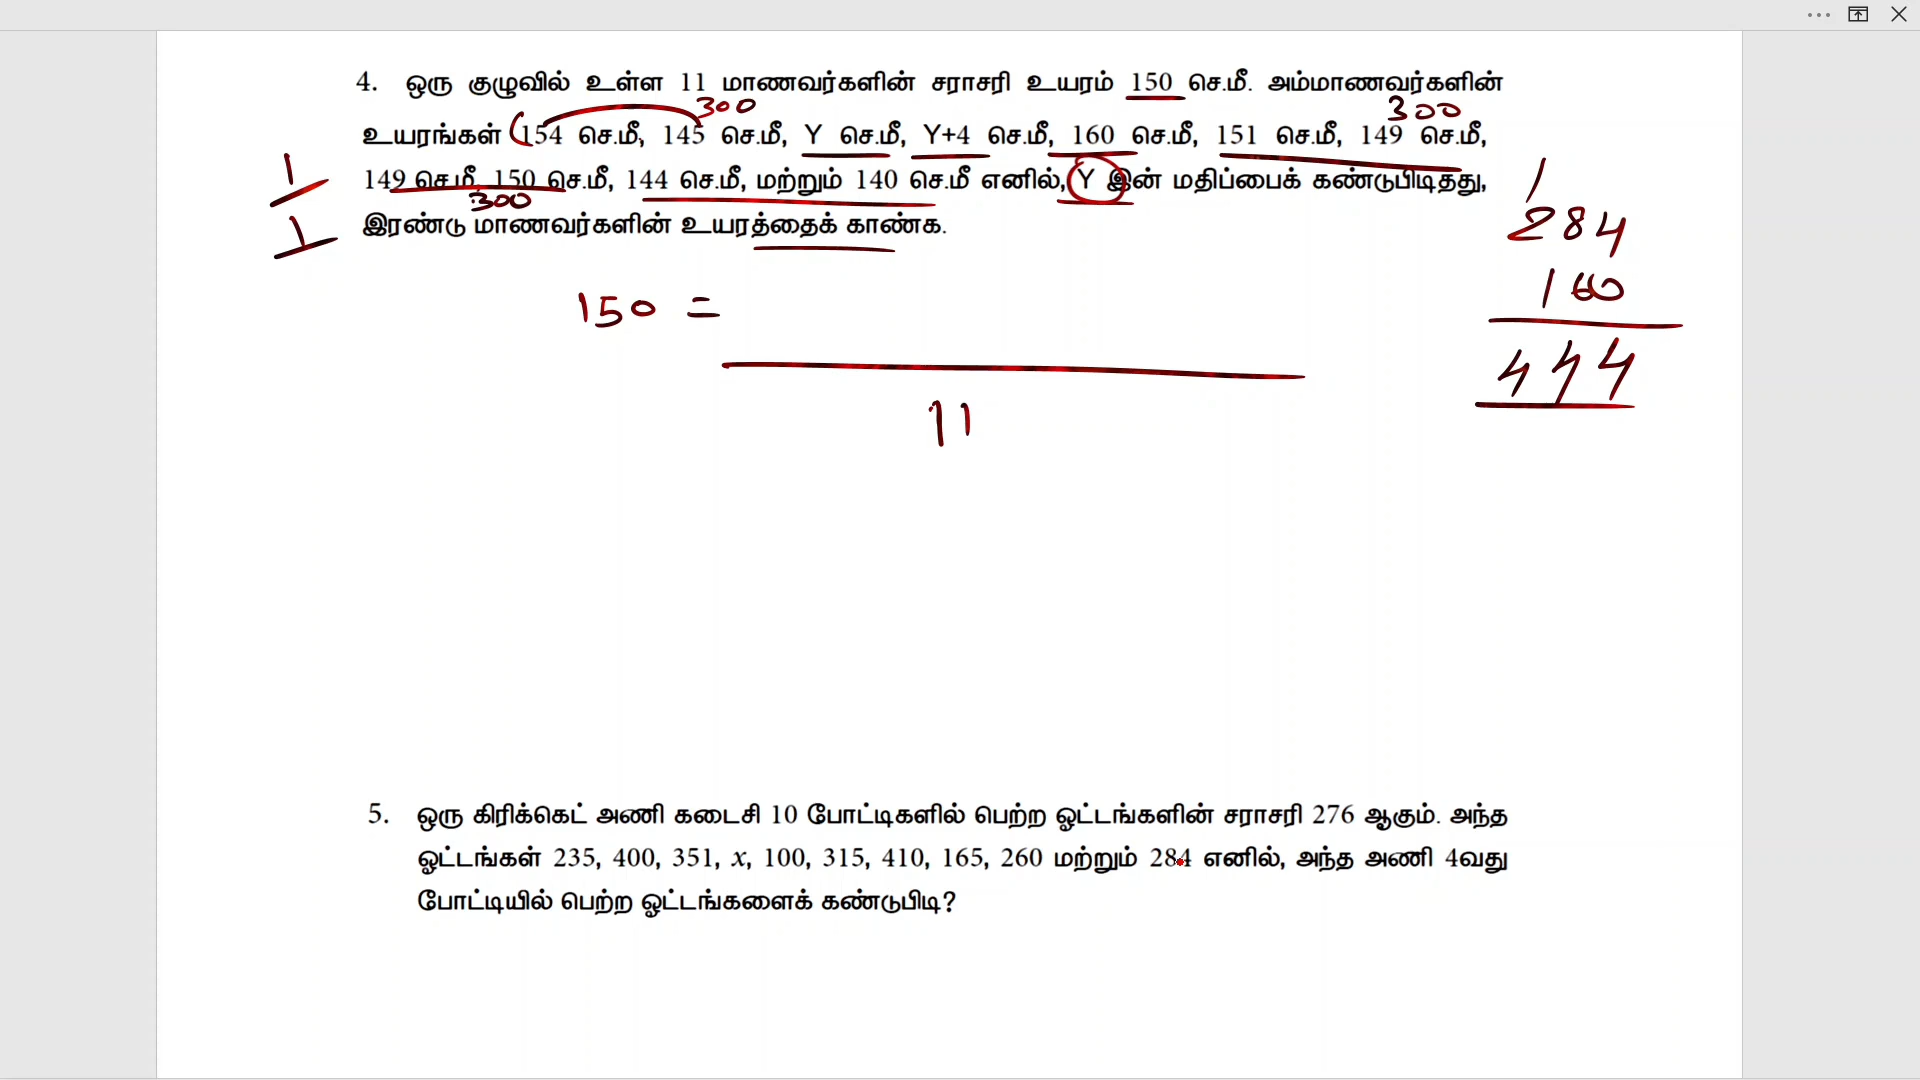 4. ஒரு குழுவில் உள்ள 11 மாணவர்களின் சராசரி உயரம் 150 செ.மீ. அம்மாணவர்களின்
300 300
உயரங்கள் (154 செ.மீ, 145 செ.மீ, Y செ.மீ, Y+4 செ.மீ, 160 செ.மீ, 151 செ.மீ, 149 செ.மீ,
149 செ.மீ, 150 செ.மீ, 144 செ.மீ, மற்றும் 140 செ.மீ எனில், Y இன் மதிப்பைக் கண்டுபிடித்து,
300
இரண்டு மாணவர்களின் உயரத்தைக் காண்க.
1
1
1
284
160
444
150 =
11
5. ஒரு கிரிக்கெட் அணி கடைசி 10 போட்டிகளில் பெற்ற ஓட்டங்களின் சராசரி 276 ஆகும். அந்த
ஓட்டங்கள் 235, 400, 351, x, 100, 315, 410, 165, 260 மற்றும் 284 எனில், அந்த அணி 4வது
போட்டியில் பெற்ற ஓட்டங்களைக் கண்டுபிடி?